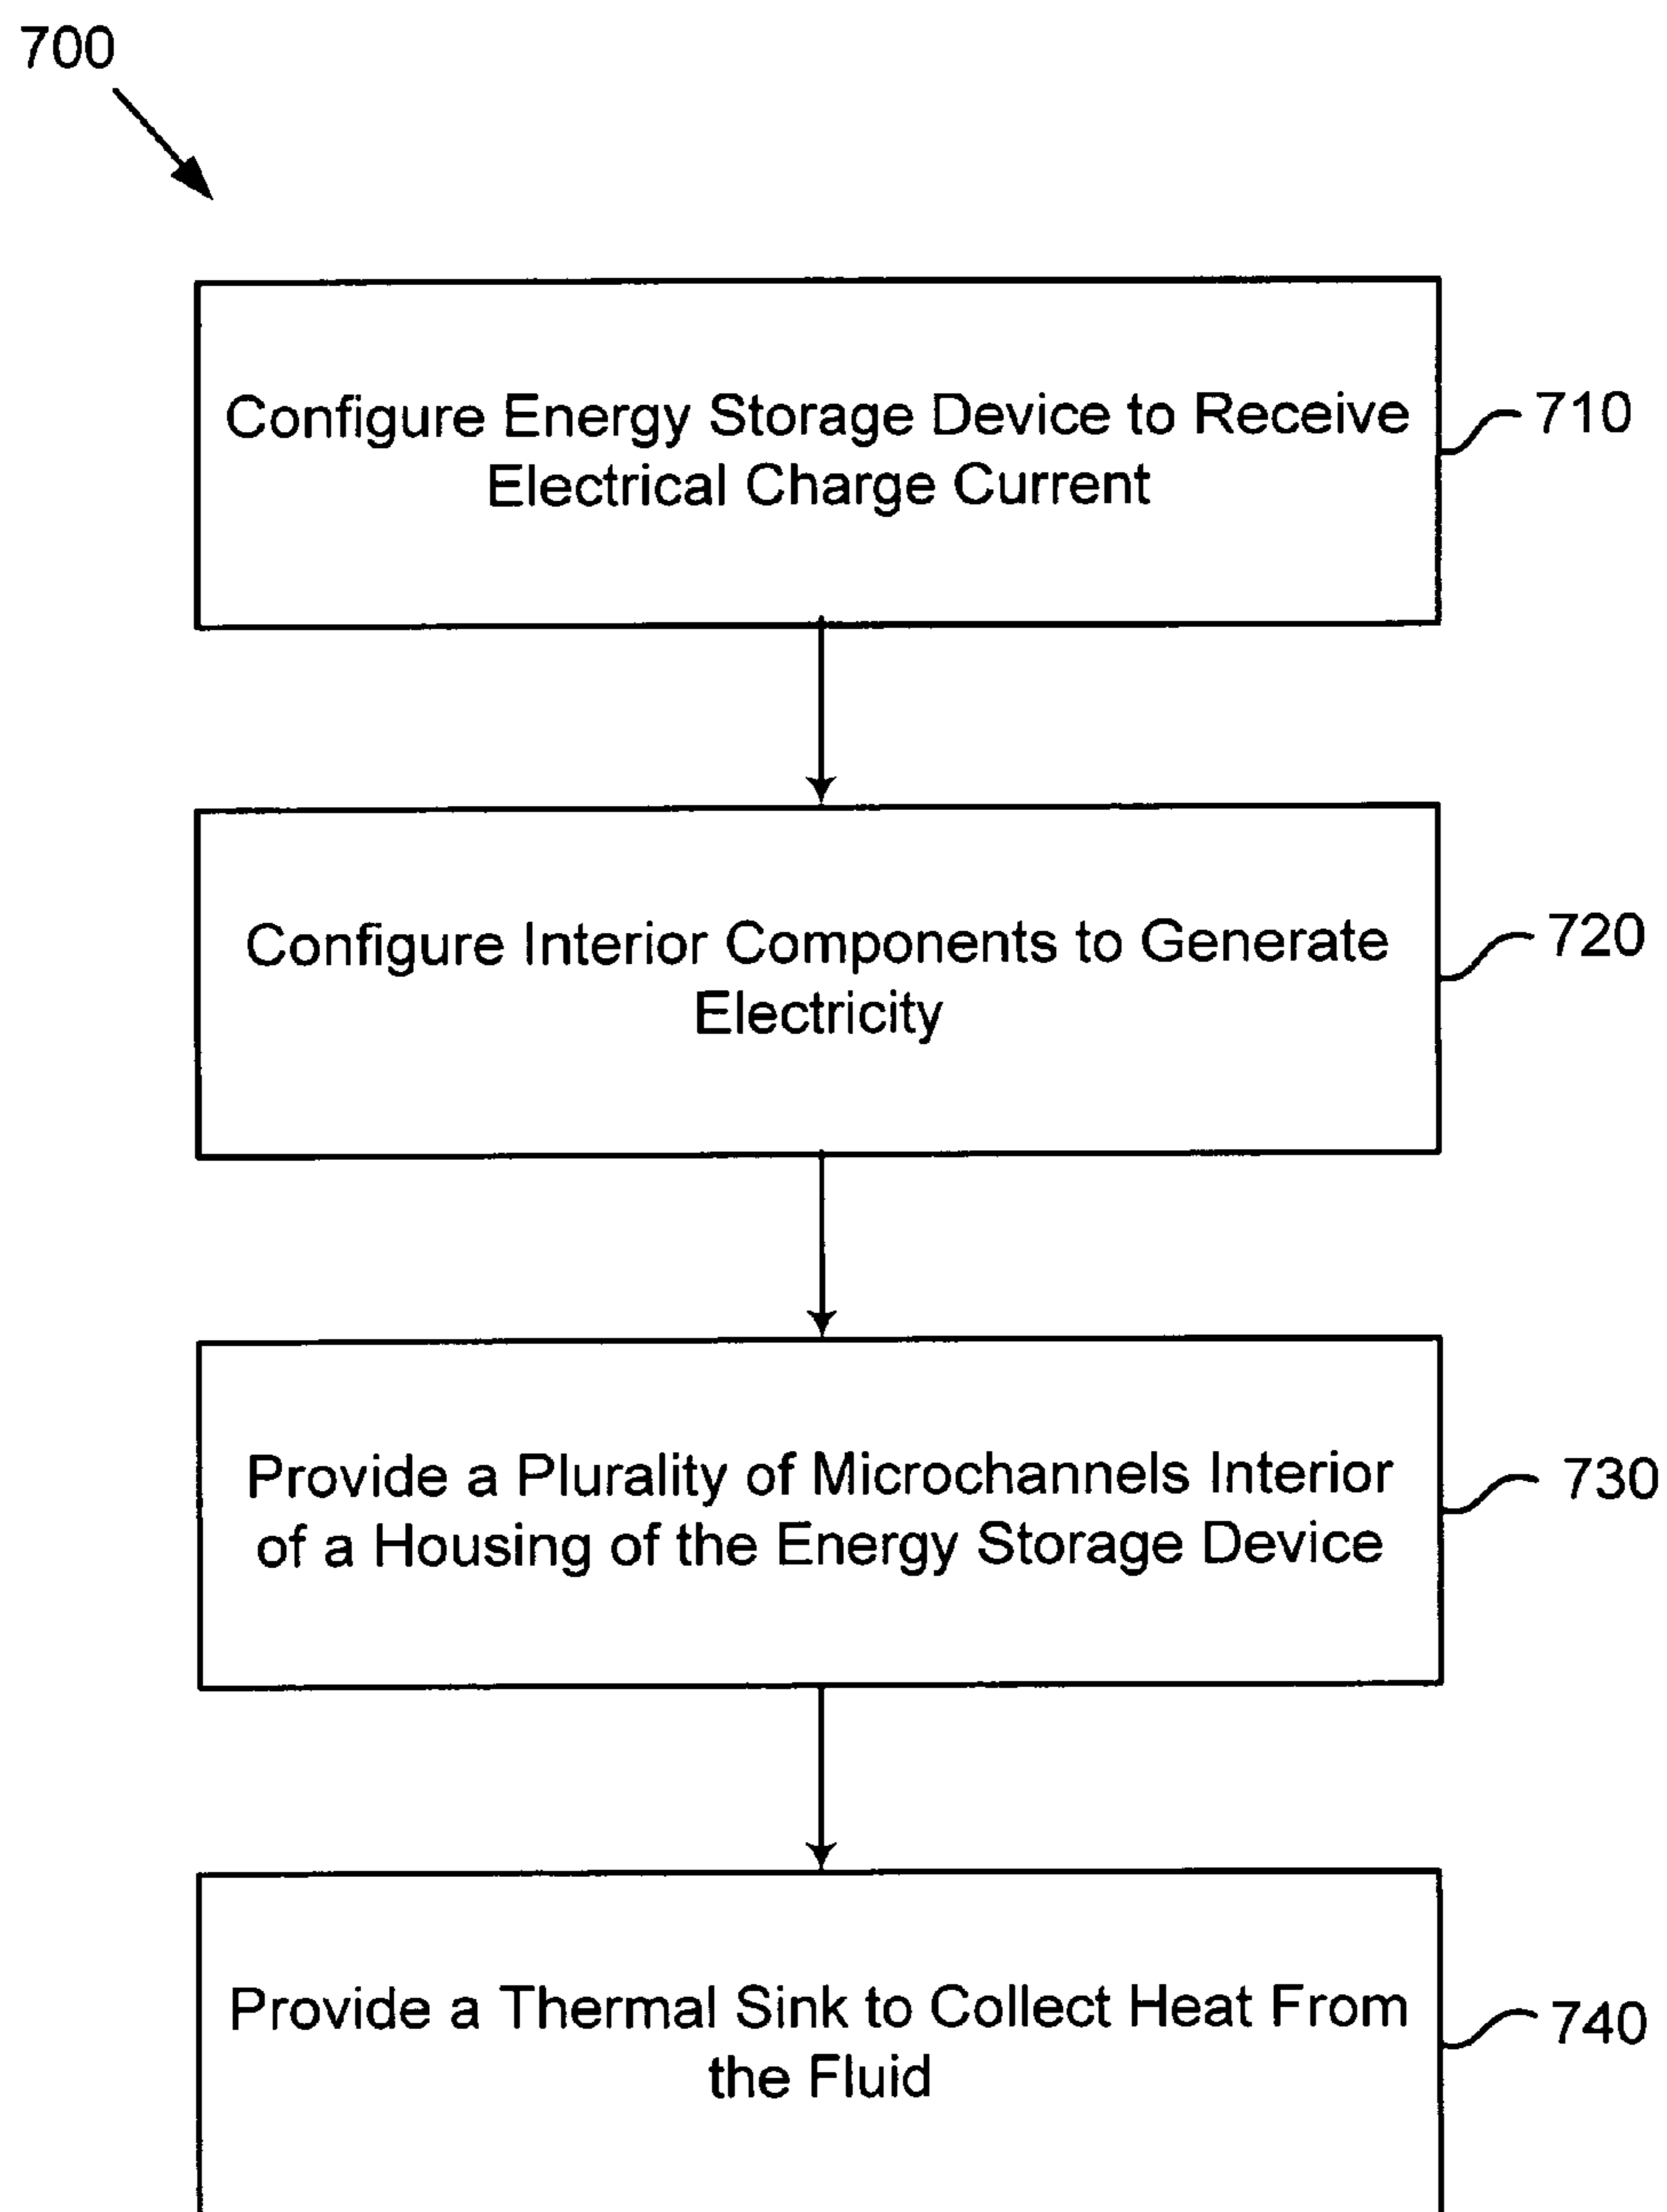 700
Configure Energy Storage Device to Receive
Electrical Charge Current
710
Configure Interior Components to Generate
Electricity
720
Provide a Plurality of Microchannels Interior
of a Housing of the Energy Storage Device
730
Provide a Thermal Sink to Collect Heat From
the Fluid
740